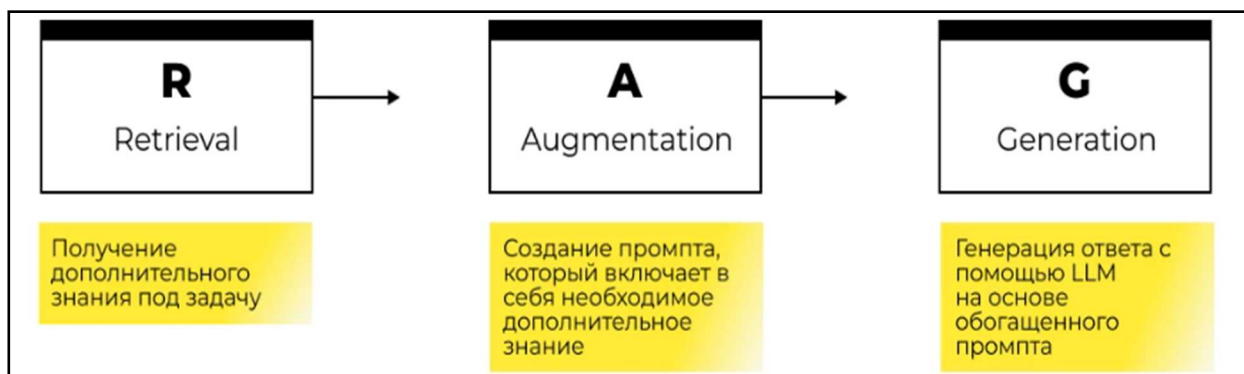 R
Retrieval
Получение
дополнительного
знания под задачу
A
Augmentation
Создание промпта,
который включает в
себя необходимое
дополнительное
знание
G
Generation
Генерация ответа с
помощью LLM
на основе
обогащенного
промпта